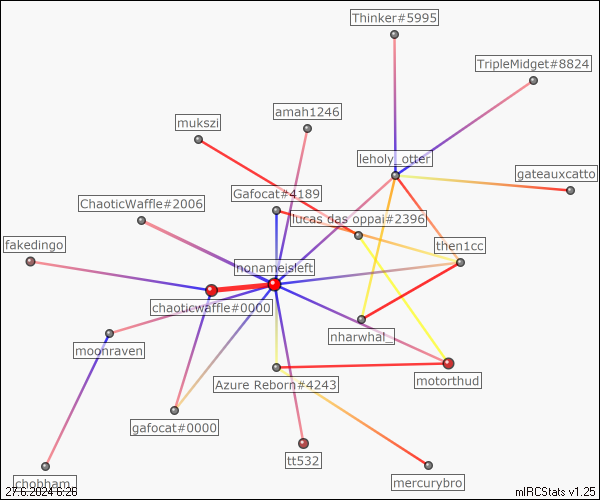 Thinker#5995
TripleMidget#8824
amah1246
mukszi
leholy_otter
gateauxcatto
Gafocat#4189
ChaoticWaffle#2006
lucas das oppai#2396
fakedingo
then1cc
nonameisleft
chaoticwaffle#0000
nharwhal_
moonraven
Azure Reborn#4243
motorthud
gafocat#0000
tt532
chobham_
mercurybro
27.6.2024 6:26
mIRCStats v1.25